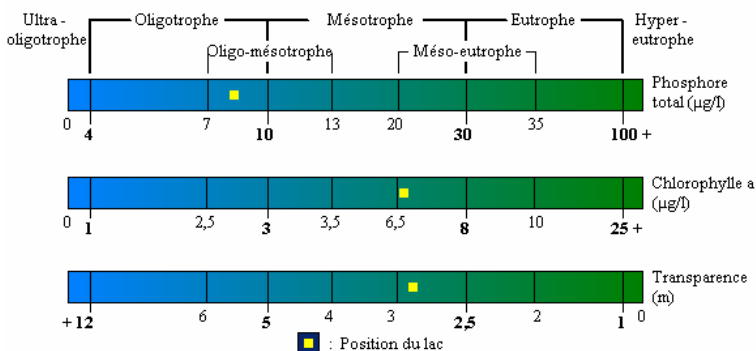 Ultra-oligotrophe Oligotrophe Mésotrophe Eutrophe Hyper-eutrophe
Oligo-mésotrophe Méso-eutrophe
Phosphore total (µg/l)
0 4 7 10 13 20 30 35 100 +
Chlorophylle a (µg/l)
0 1 2,5 3 3,5 6,5 8 10 25 +
Transparence (m)
+ 12 6 5 4 3 2,5 2 1 0
: Position du lac